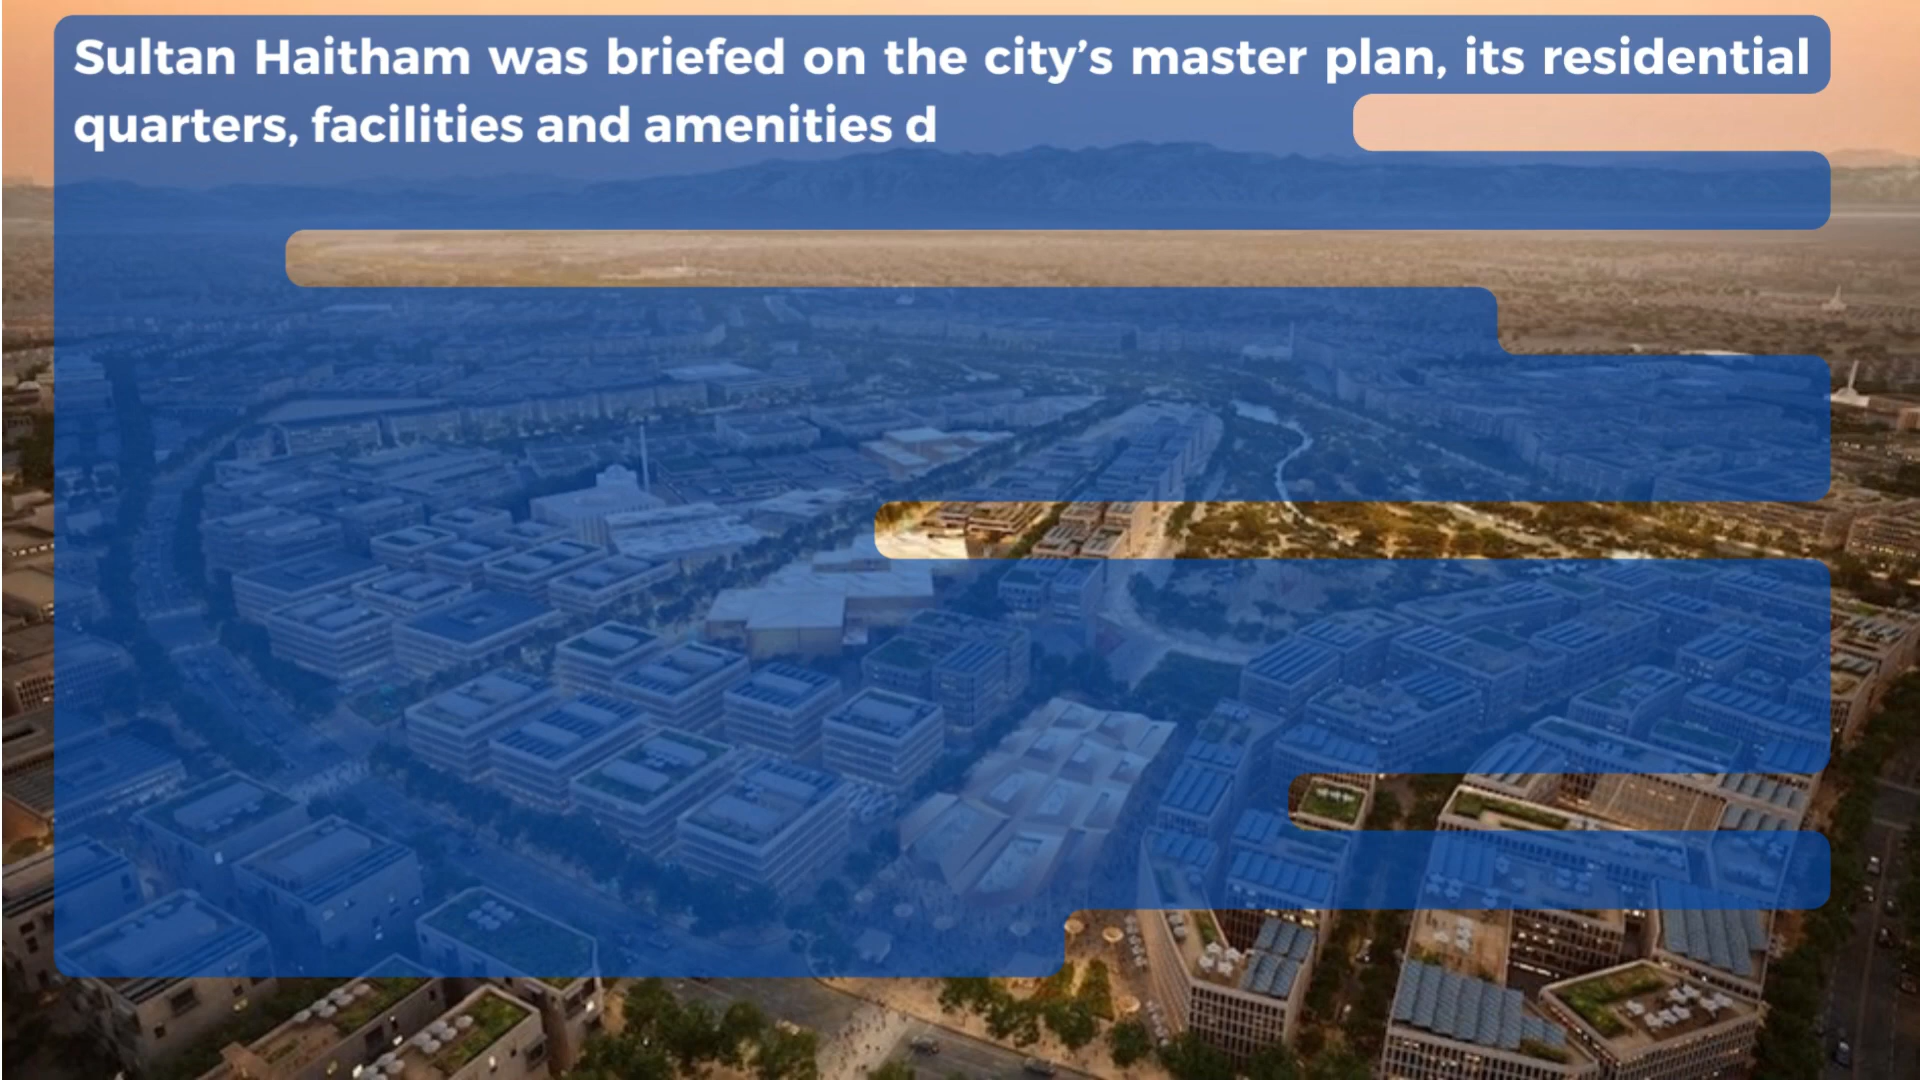 Sultan Haitham was briefed on the city’s master plan, its residential
quarters, facilities and amenities d